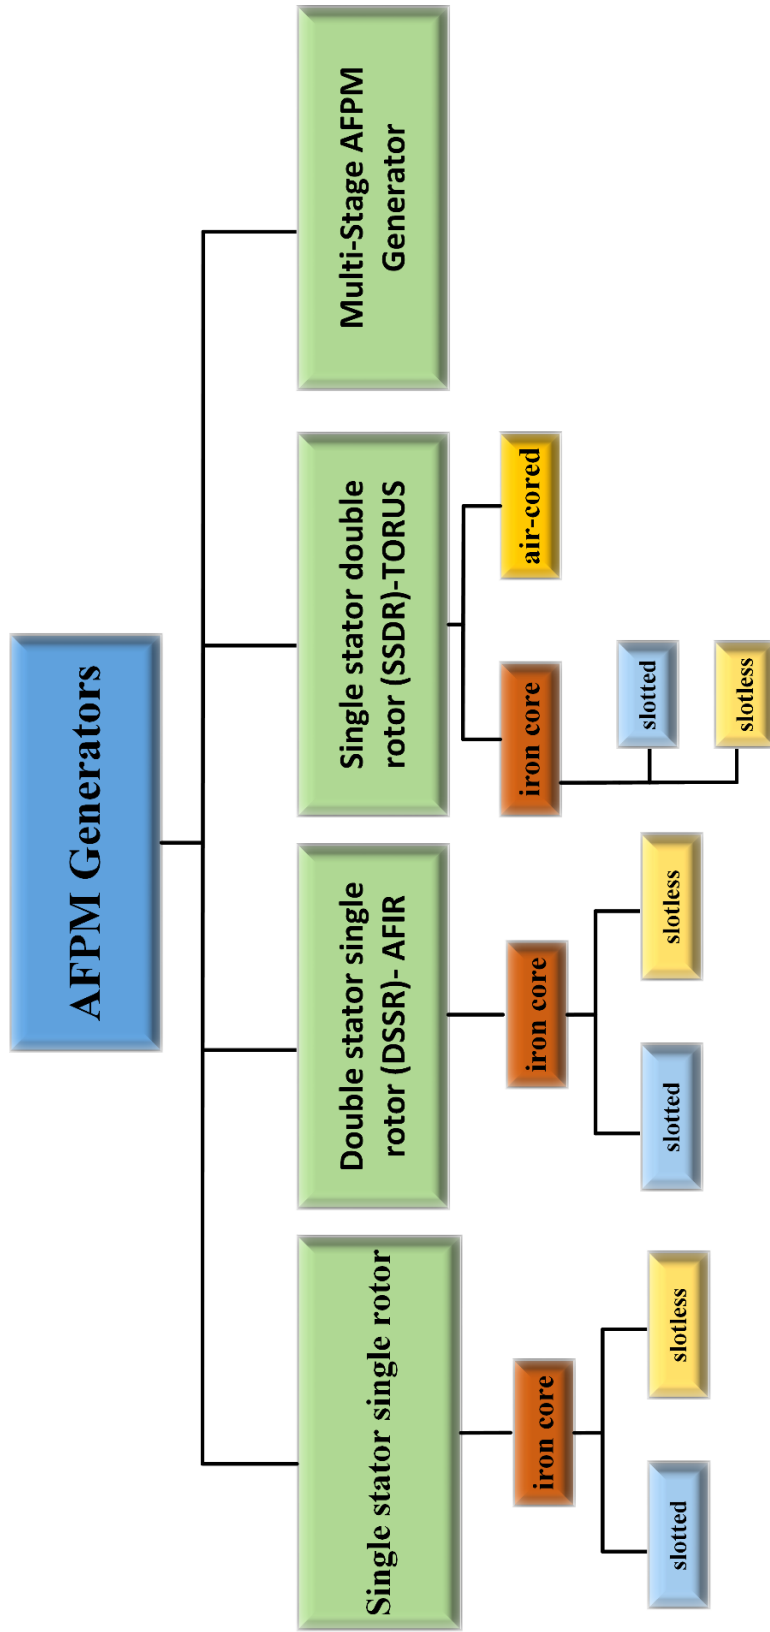 AFPM Generators
Single stator single rotor
Double stator single
rotor (DSSR)- AFIR
Single stator double
rotor (SSDR)-TORUS
Multi-Stage AFPM
Generator
iron core
iron core
iron core
air-cored
slotted
slotless
slotted
slotless
slotted
slotless